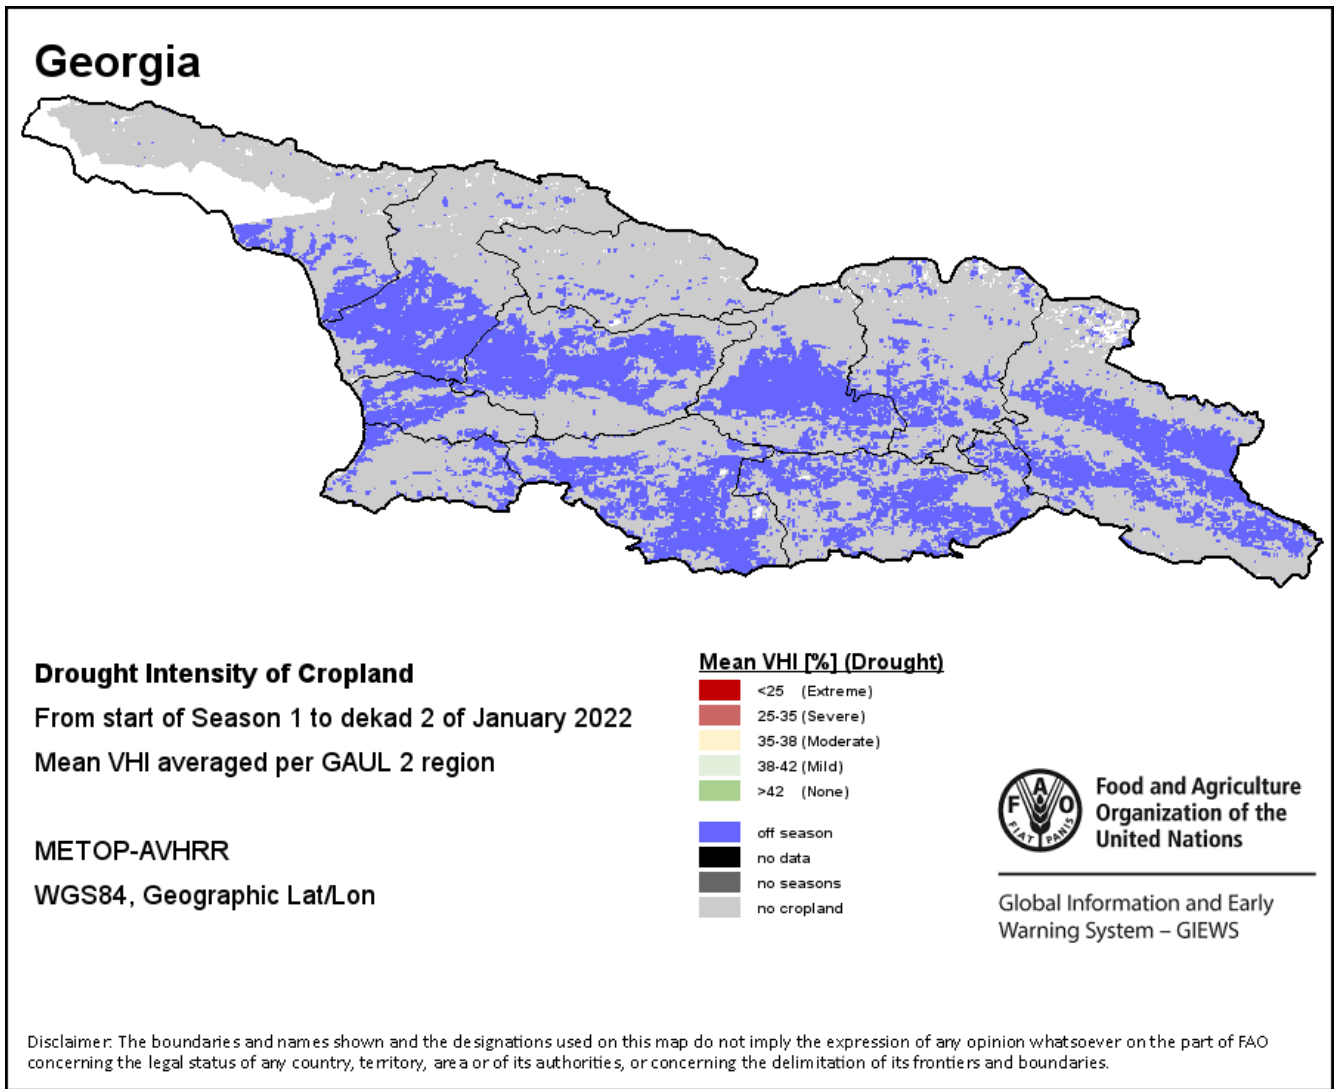 Georgia
Drought Intensity of Cropland
From start of Season 1 to dekad 2 of January 2022
Mean VHI averaged per GAUL 2 region
METOP-AVHRR
WGS84, Geographic Lat/Lon
Mean VHI [%] (Drought)
<25 (Extreme)
25-35 (Severe)
35-38 (Moderate)
38-42 (Mild)
>42 (None)
off season
no data
no seasons
no cropland
F A O
FIAT PANIS
Food and Agriculture
Organization of the
United Nations
Global Information and Early
Warning System – GIEWS
Disclaimer: The boundaries and names shown and the designations used on this map do not imply the expression of any opinion whatsoever on the part of FAO
concerning the legal status of any country, territory, area or of its authorities, or concerning the delimitation of its frontiers and boundaries.